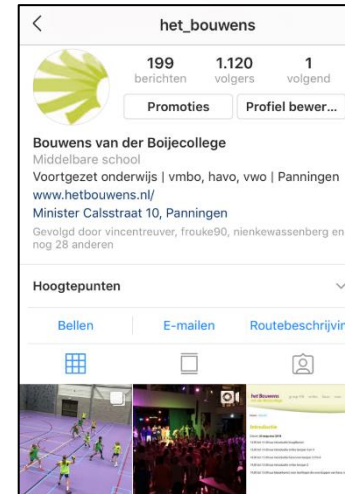 het_bouwens
199 1.120 1
berichten volgers volgend
Promoties Profiel bewer...
Bouwens van der Boijecollege
Middelbare school
Voortgezet onderwijs | vmbo, havo, vwo | Panningen
www.hetbouwens.nl/
Minister Calsstraat 10, Panningen
Gevolgd door vincentreuver, frouke90, nienkewassenberg en
nog 28 anderen
Hoogtepunten
Bellen E-mailen Routebeschrijvin
het Bouwens
Introductie